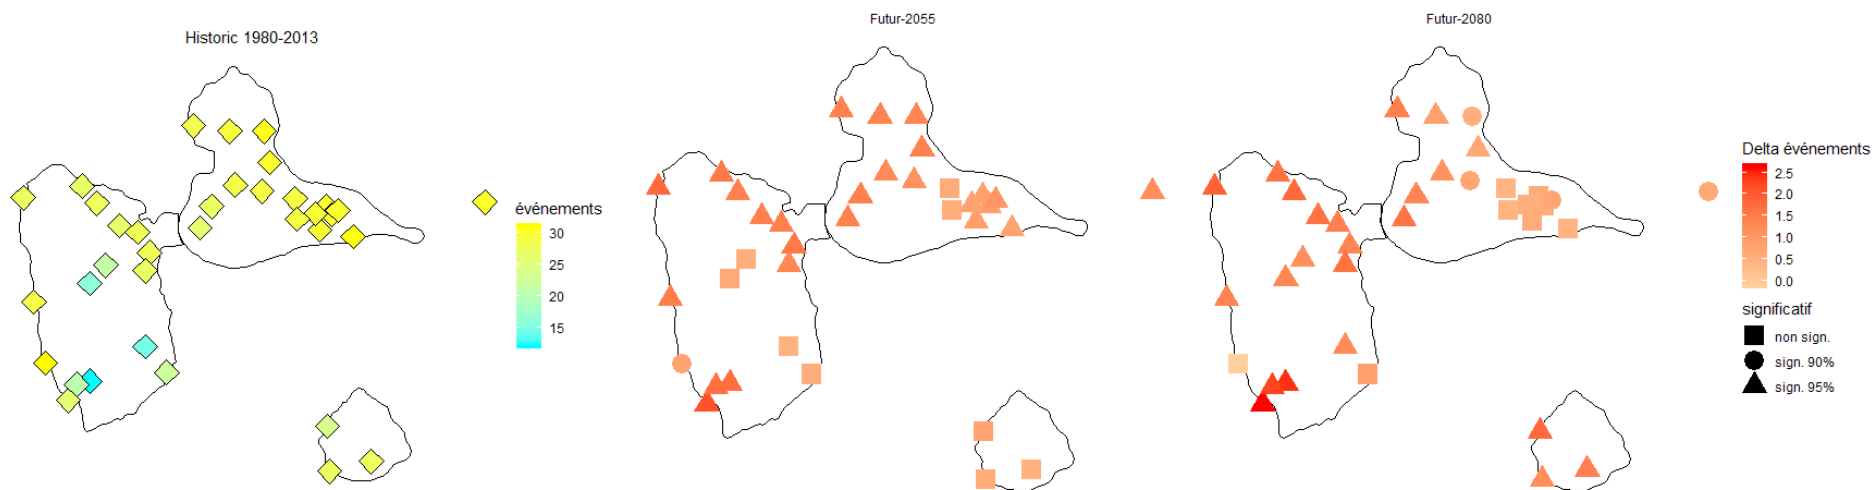 Historic 1980-2013
Futur-2055
Futur-2080
événements
30
25
20
15
Delta événements
2.5
2.0
1.5
1.0
0.5
0.0
significatif
non sign.
sign. 90%
sign. 95%